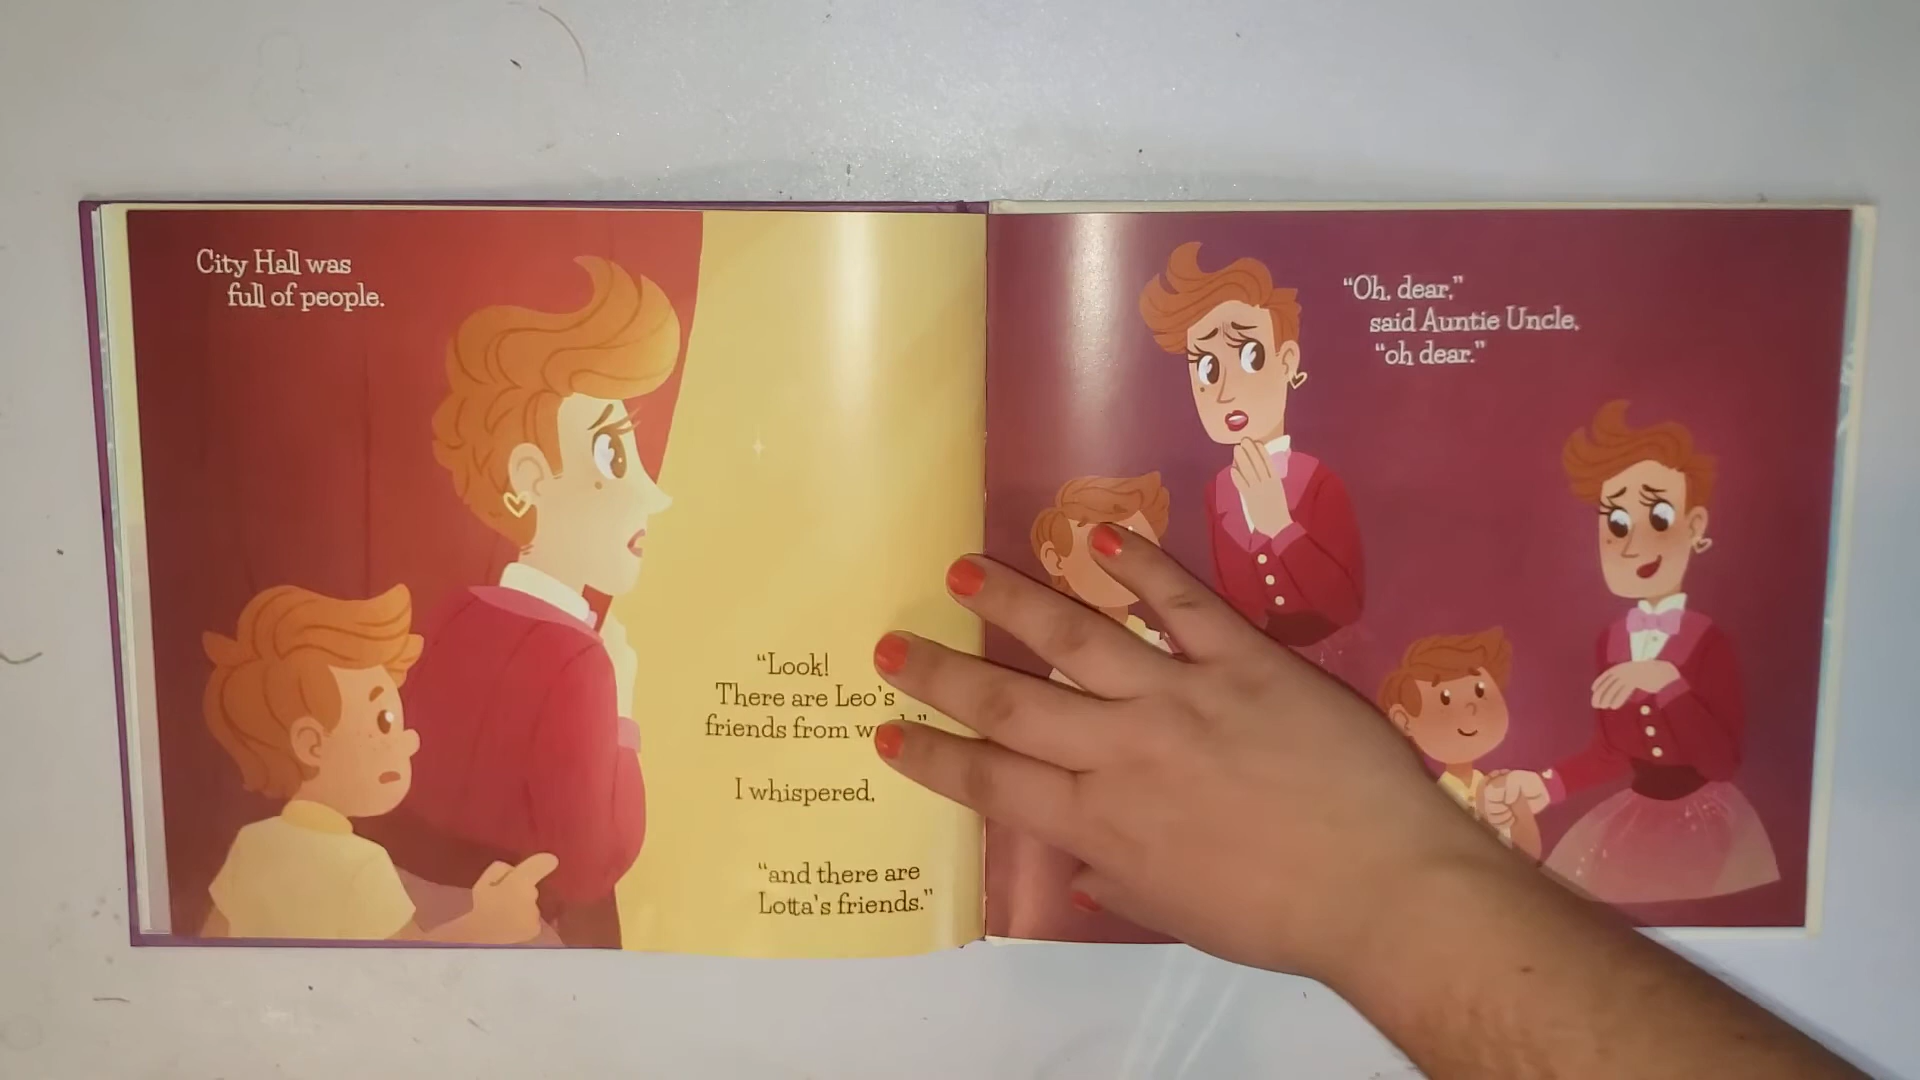 City Hall was
full of people.
“Look!
There are Leo's
friends from
I whispered,
“and there are
Lotta's friends.”
“Oh, dear,”
said Auntie Uncle,
“oh dear.”